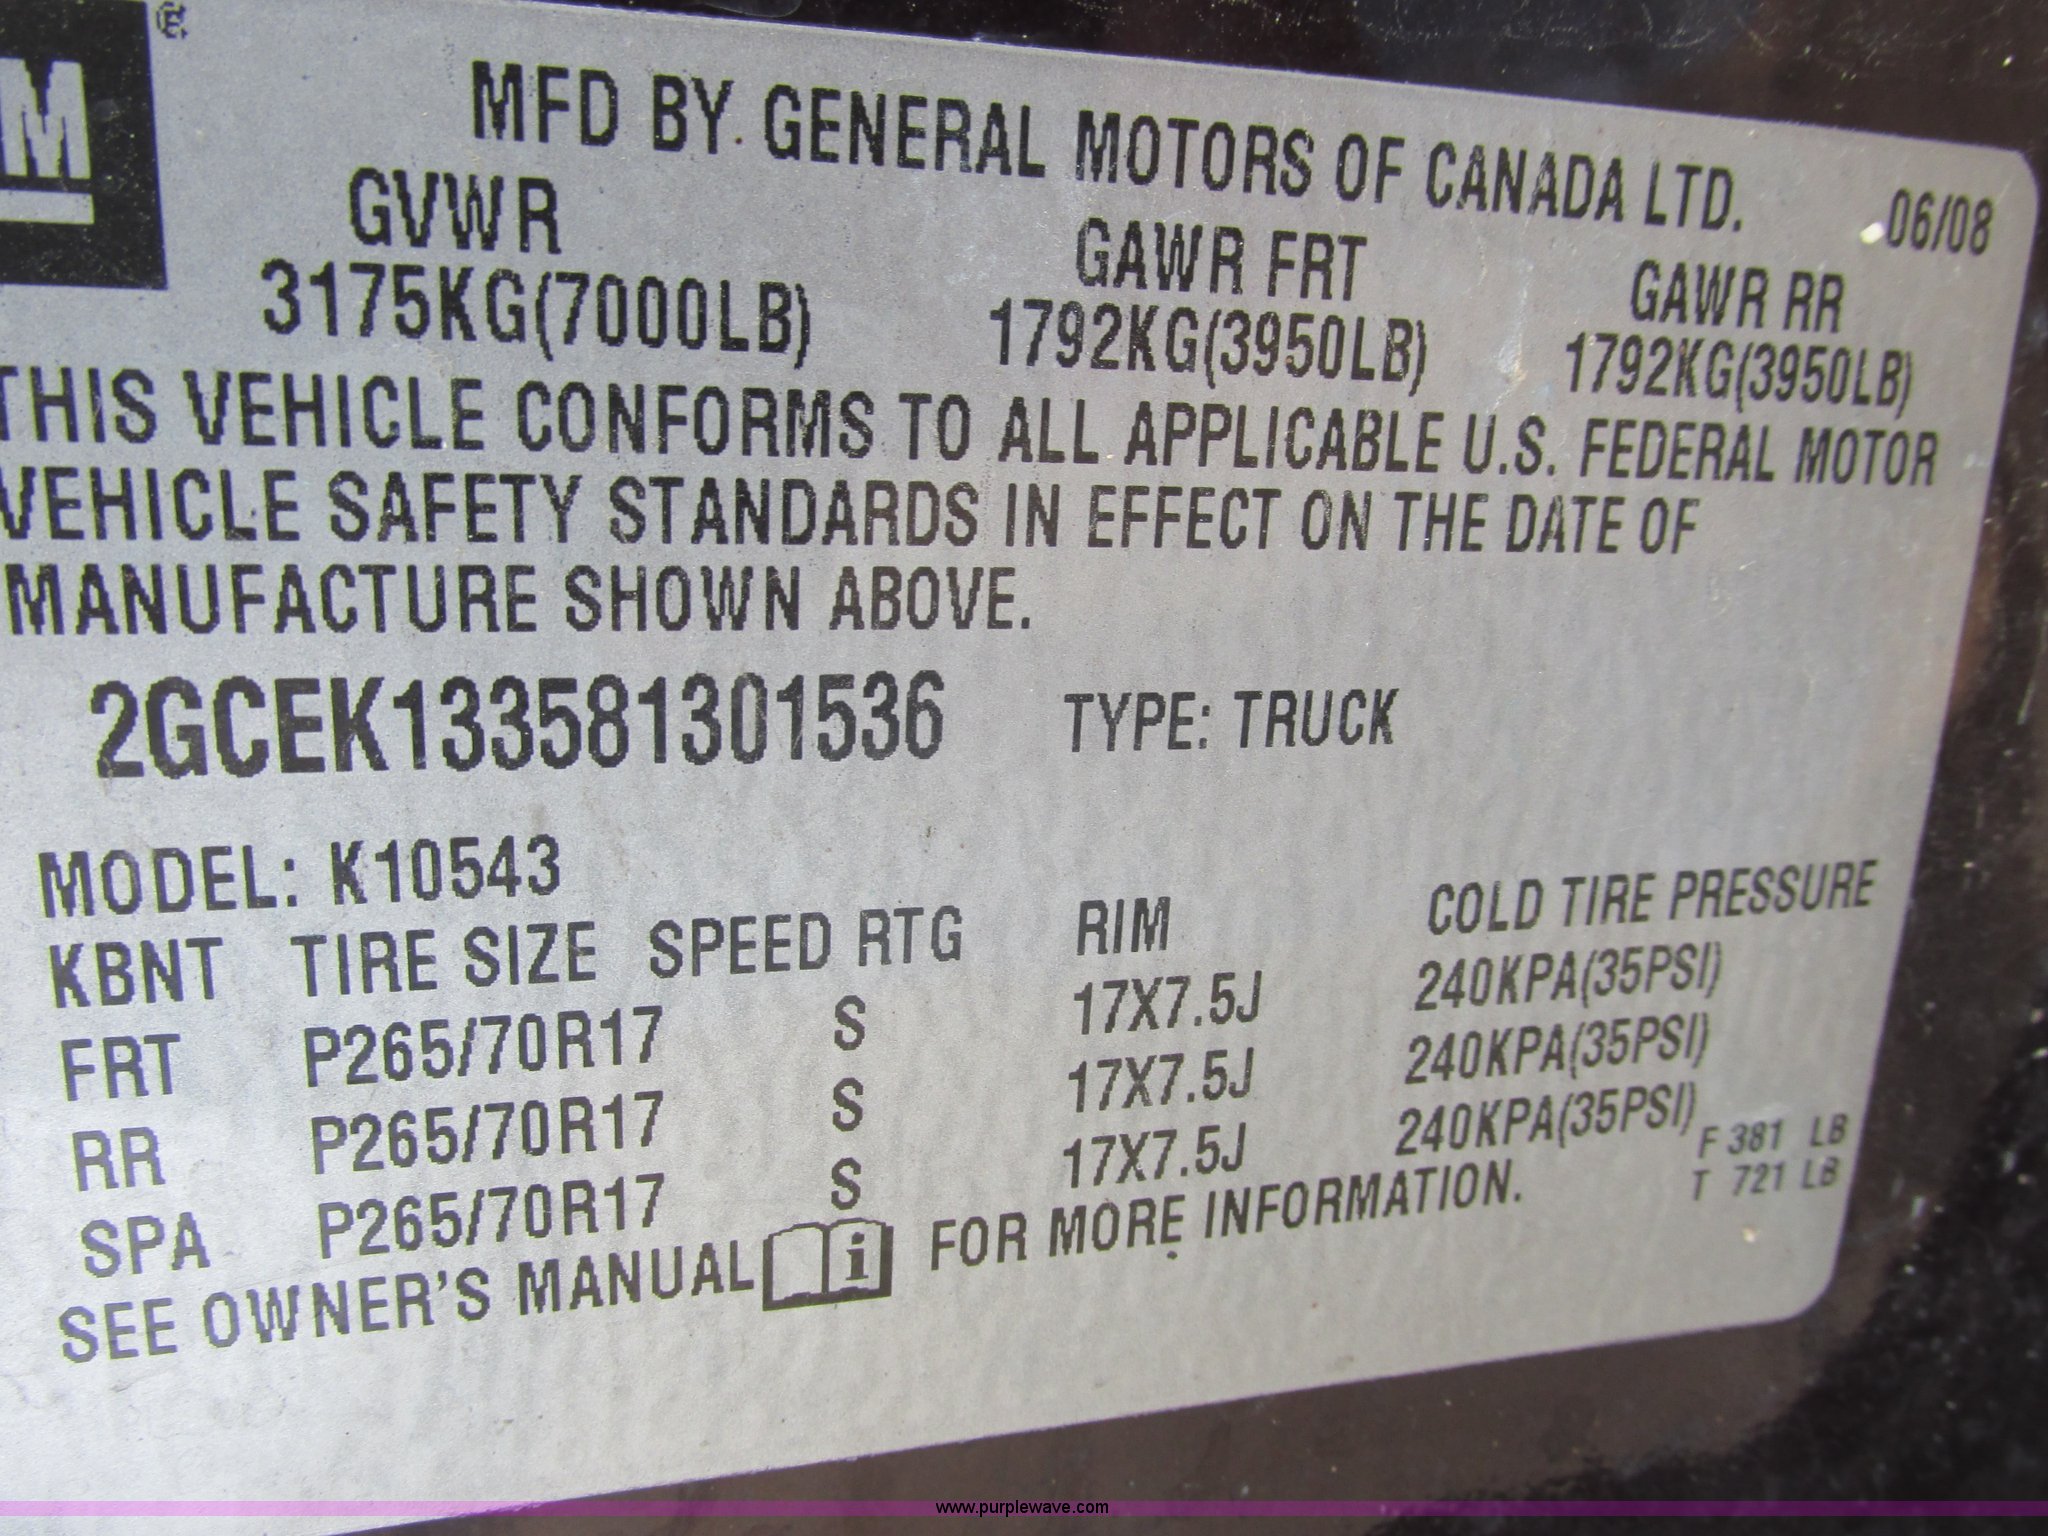 M
MFD BY GENERAL MOTORS OF CANADA LTD.
06/08
GVWR GAWR FRT GAWR RR
3175KG(7000LB) 1792KG(3950LB) 1792KG(3950LB)
THIS VEHICLE CONFORMS TO ALL APPLICABLE U.S. FEDERAL MOTOR
VEHICLE SAFETY STANDARDS IN EFFECT ON THE DATE OF
MANUFACTURE SHOWN ABOVE.
2GCEK133581301536 TYPE: TRUCK
MODEL: K10543
KBNT TIRE SIZE SPEED RTG RIM COLD TIRE PRESSURE
FRT P265/70R17 S 17X7.5J 240KPA(35PSI)
RR P265/70R17 S 17X7.5J 240KPA(35PSI)
SPA P265/70R17 S 17X7.5J 240KPA(35PSI)
F 381 LB
T 721 LB
SEE OWNER'S MANUAL i FOR MORE INFORMATION.
www.purplewave.com